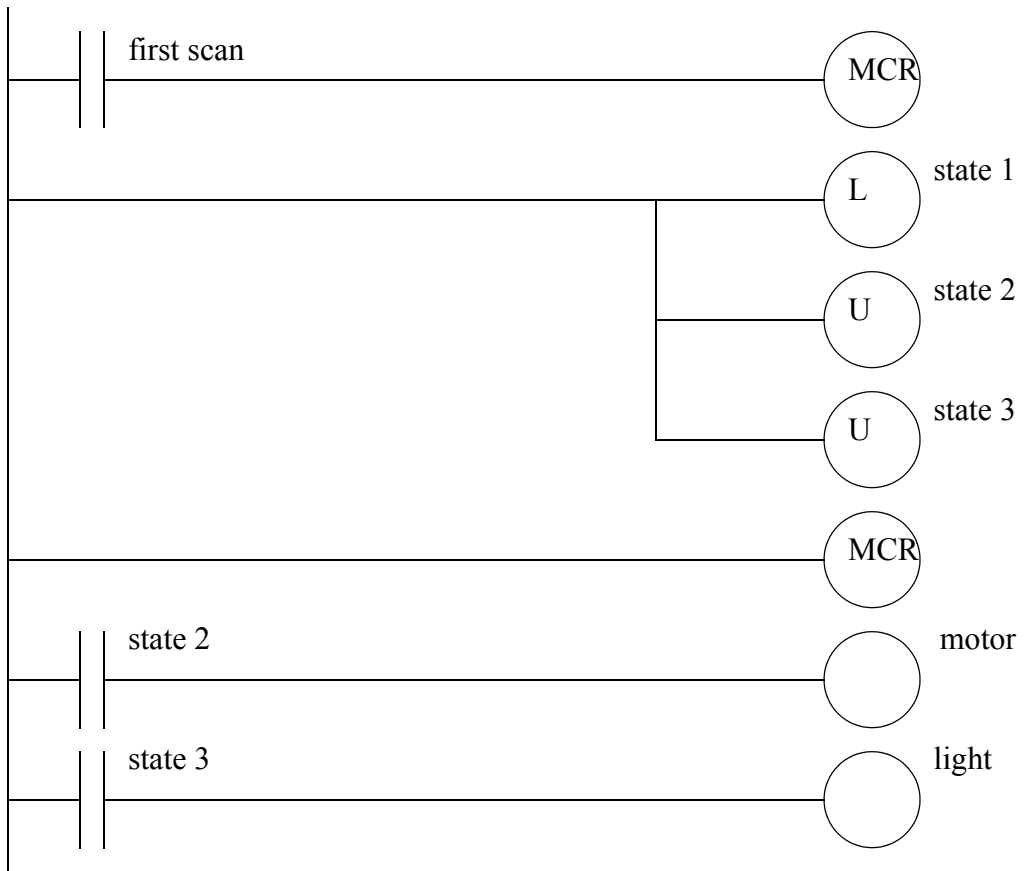 first scan
MCR
state 1
L
state 2
U
state 3
U
MCR
state 2
motor
state 3
light